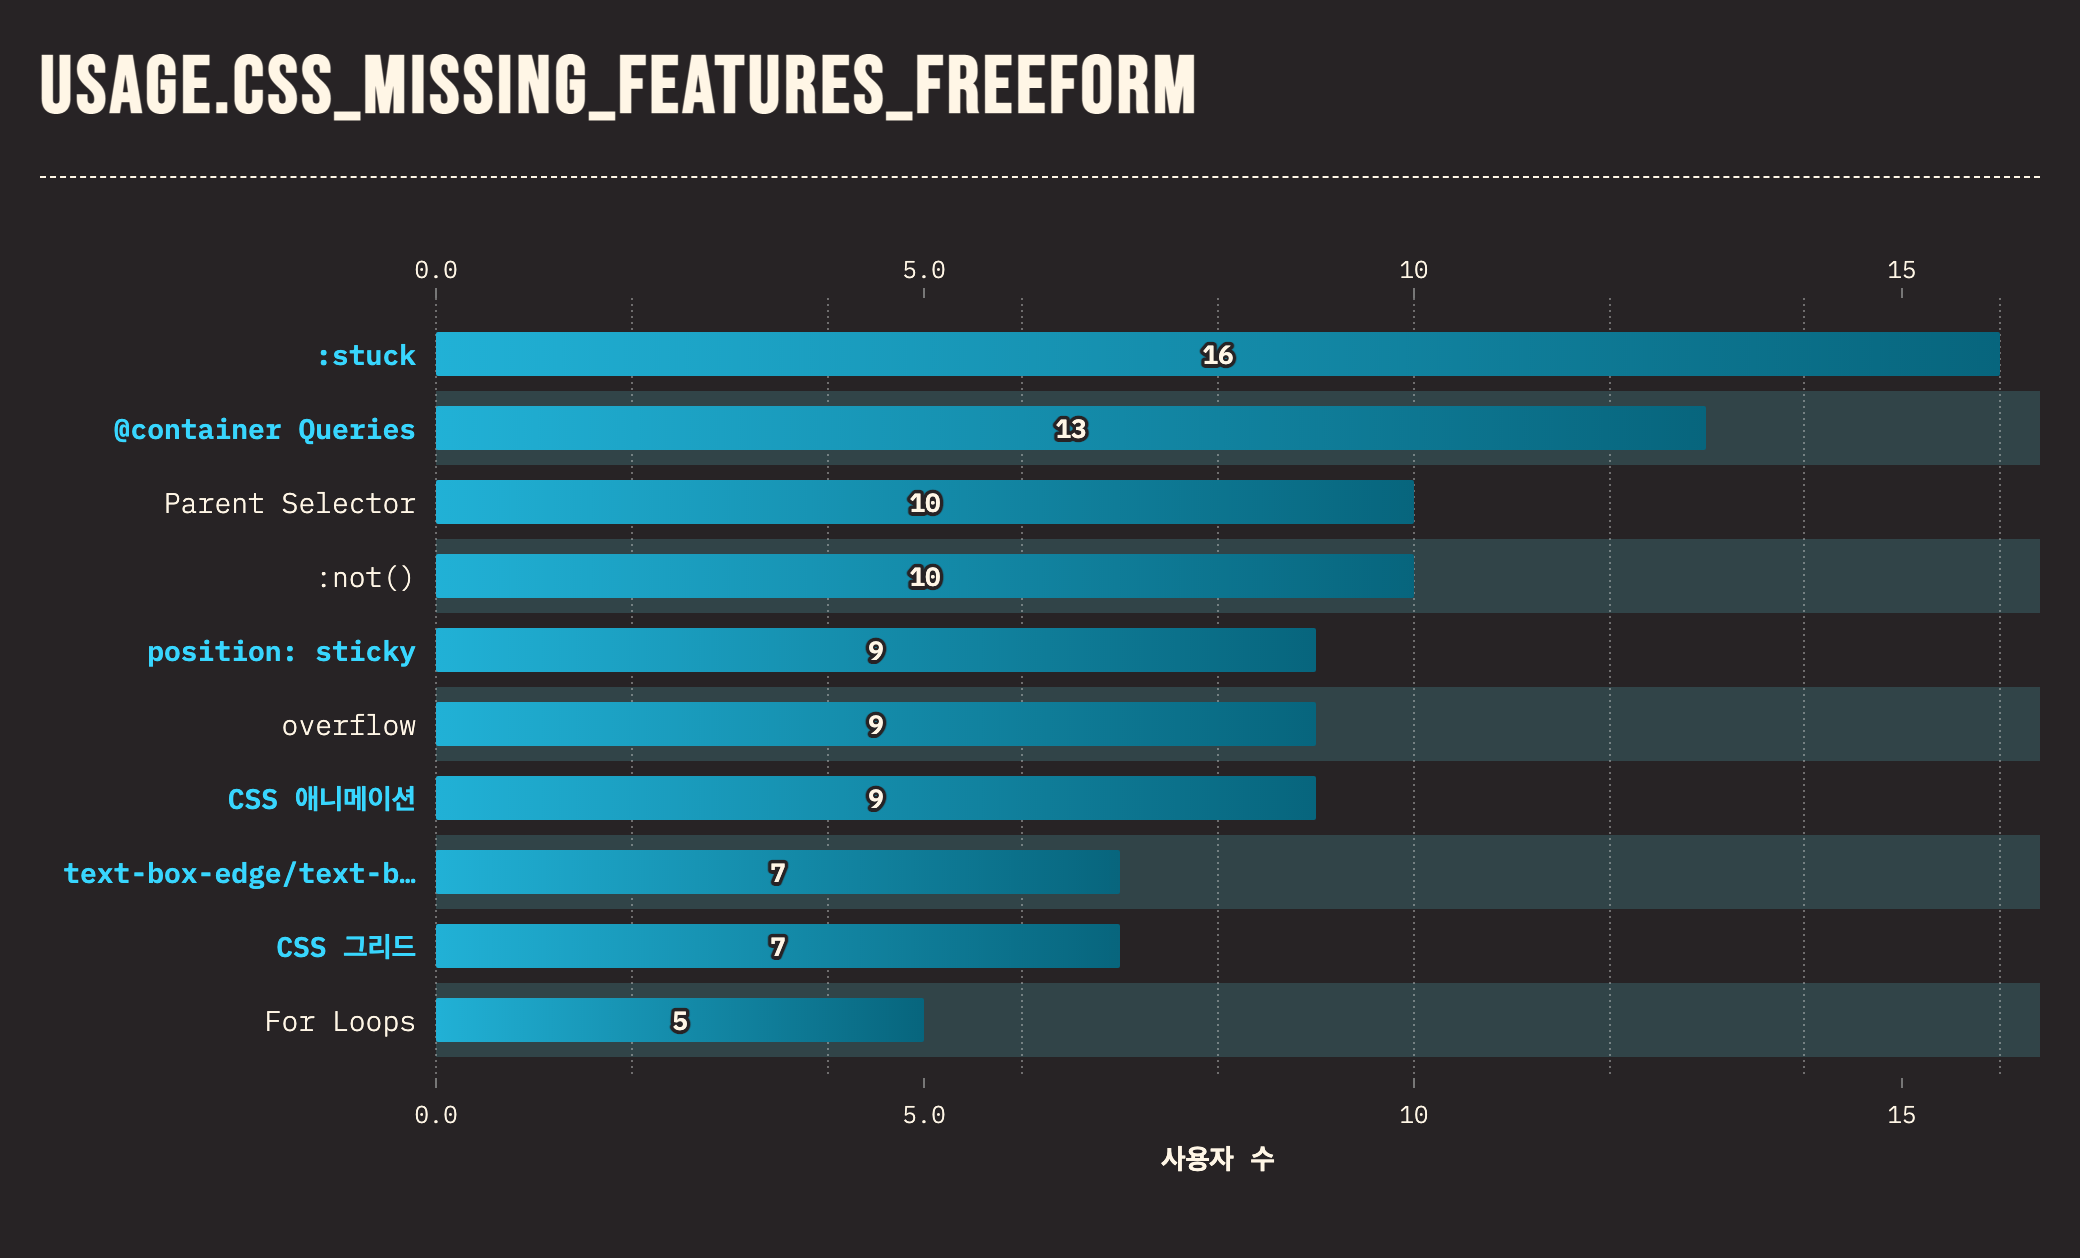 USAGE.CSS_MISSING_FEATURES_FREEFORM
0.0 5.0 10 15
:stuck 16
@container Queries 13
Parent Selector 10
:not() 10
position: sticky 9
overflow 9
CSS 애니메이션 9
text-box-edge/text-b… 7
CSS 그리드 7
For Loops 5
0.0 5.0 10 15
사용자 수